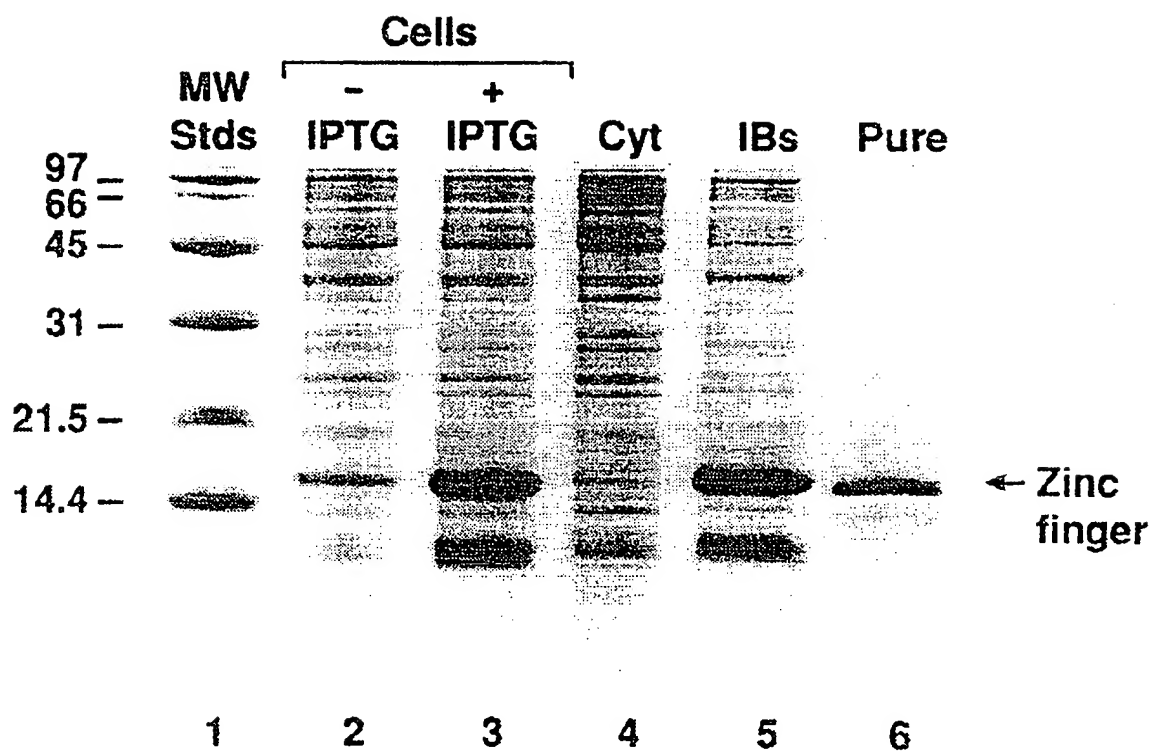 Cells
MW - +
Stds IPTG IPTG Cyt IBs Pure
97 –
66 –
45 –
31 –
21.5 –
14.4 –
← Zinc
finger
1 2 3 4 5 6